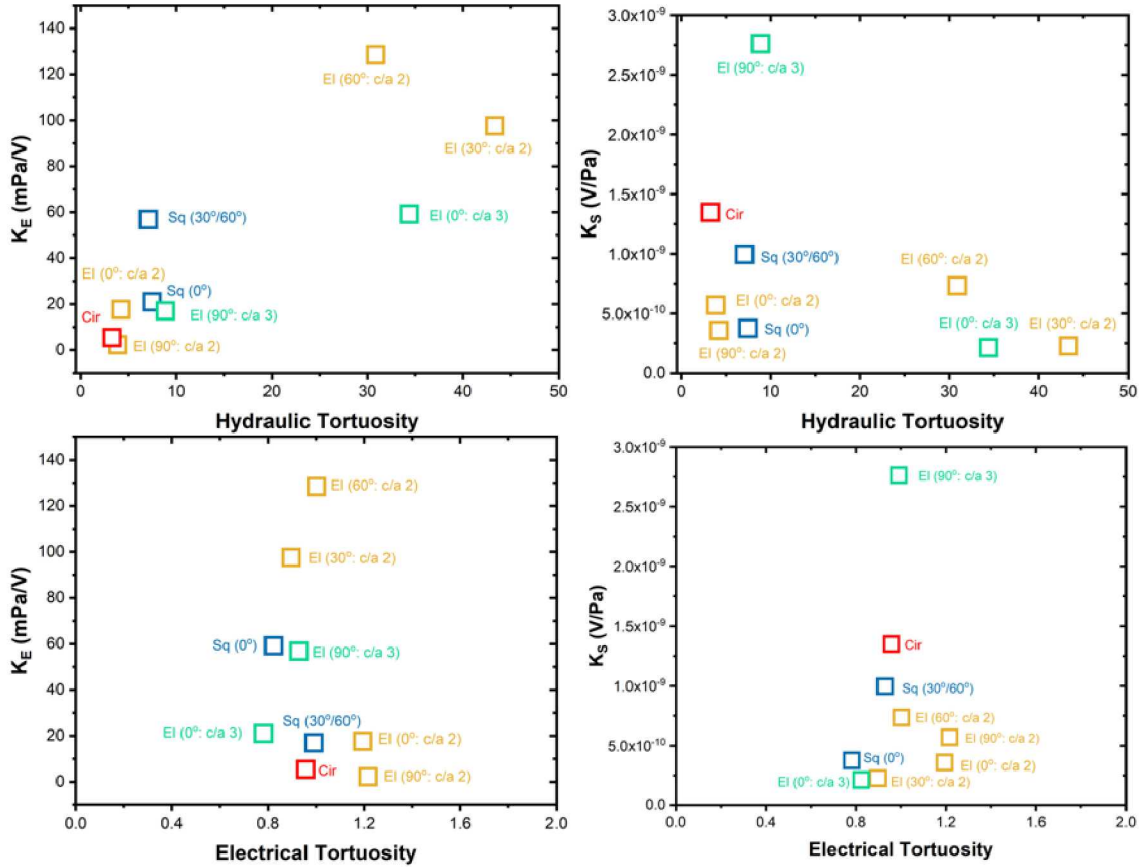 140
120
100
80
60
40
20
0
K_E (mPa/V)
El (60°: c/a 2)
El (30°: c/a 2)
Sq (30°/60°)
El (0°: c/a 3)
El (0°: c/a 2)
Sq (0°)
El (90°: c/a 3)
Cir
El (90°: c/a 2)
0 10 20 30 40 50
Hydraulic Tortuosity
3.0x10⁻⁹
2.5x10⁻⁹
2.0x10⁻⁹
1.5x10⁻⁹
1.0x10⁻⁹
5.0x10⁻¹⁰
0.0
K_S (V/Pa)
El (90°: c/a 3)
Cir
Sq (30°/60°)
El (60°: c/a 2)
El (0°: c/a 2)
El (0°: c/a 3)
El (30°: c/a 2)
Sq (0°)
El (90°: c/a 2)
0 10 20 30 40 50
Hydraulic Tortuosity
140
120
100
80
60
40
20
0
K_E (mPa/V)
El (60°: c/a 2)
El (30°: c/a 2)
Sq (0°)
El (90°: c/a 3)
Sq (30°/60°)
El (0°: c/a 3)
El (0°: c/a 2)
Cir
El (90°: c/a 2)
0.0 0.4 0.8 1.2 1.6 2.0
Electrical Tortuosity
3.0x10⁻⁹
2.5x10⁻⁹
2.0x10⁻⁹
1.5x10⁻⁹
1.0x10⁻⁹
5.0x10⁻¹⁰
0.0
K_S (V/Pa)
El (90°: c/a 3)
Cir
Sq (30°/60°)
El (60°: c/a 2)
El (90°: c/a 2)
Sq (0°)
El (0°: c/a 2)
El (0°: c/a 3)
El (30°: c/a 2)
0.0 0.4 0.8 1.2 1.6 2.0
Electrical Tortuosity